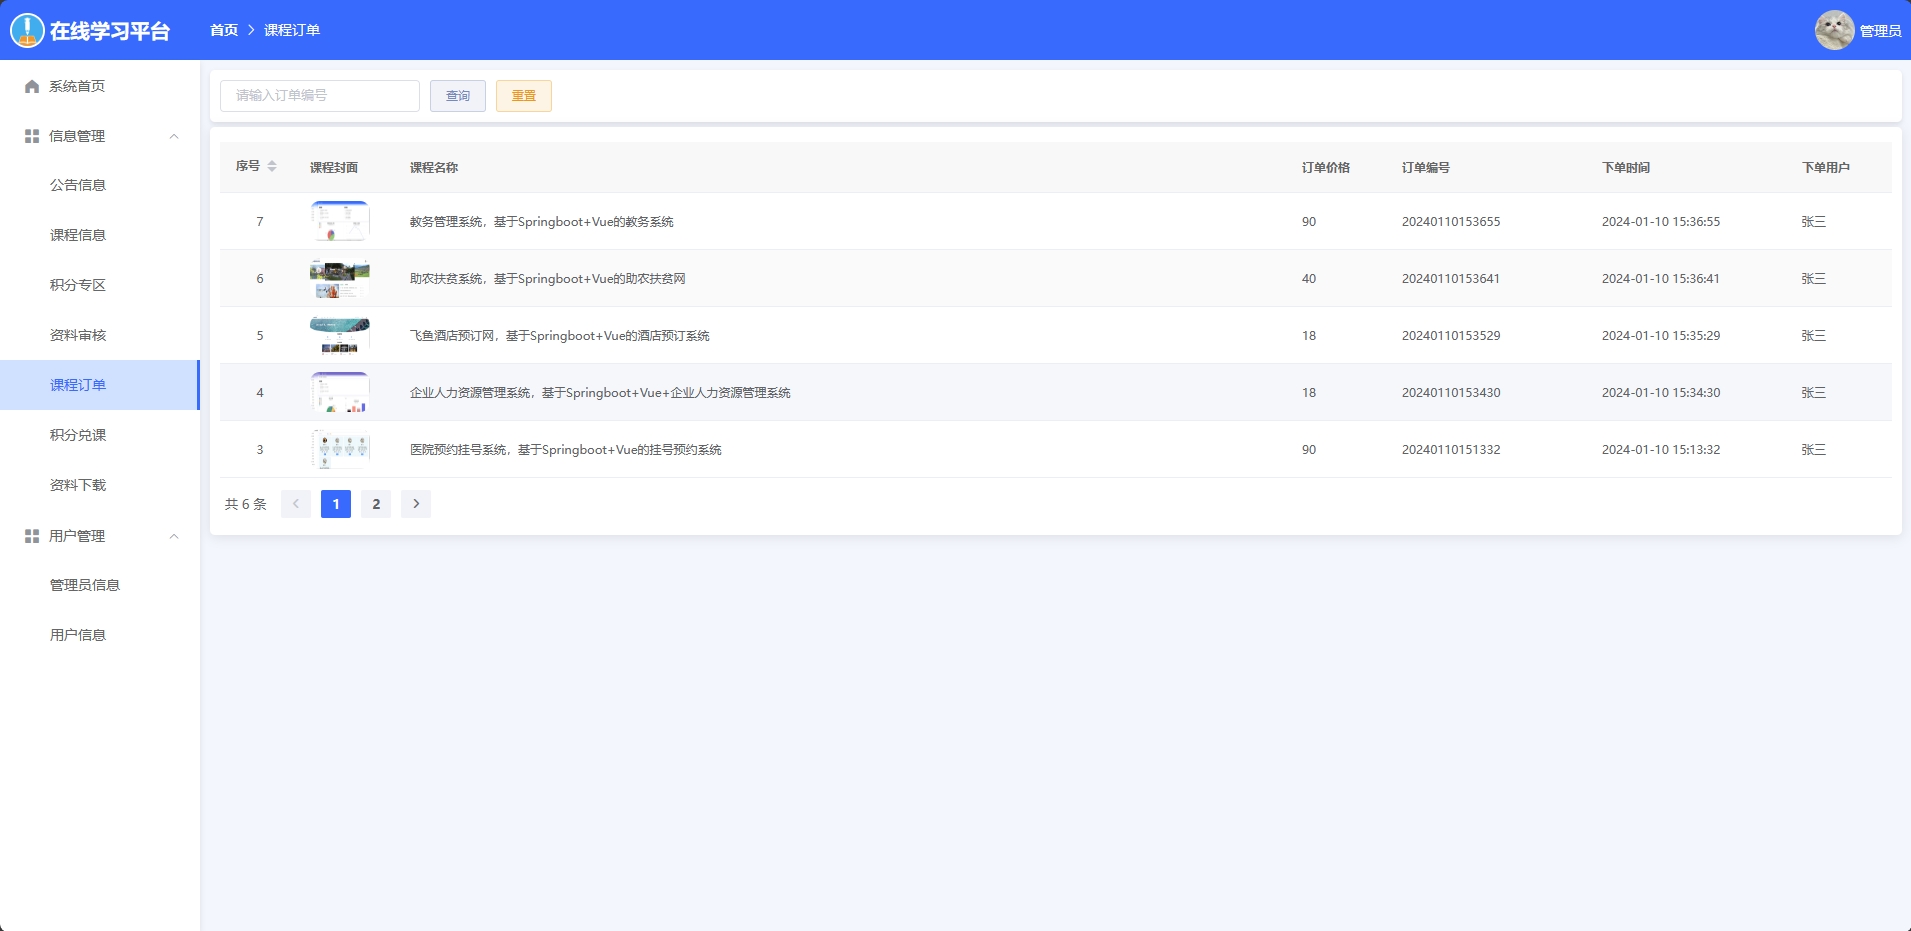 在线学习平台
首页 > 课程订单
管理员
系统首页
信息管理
公告信息
课程信息
积分专区
资料审核
课程订单
积分兑课
资料下载
用户管理
管理员信息
用户信息
请输入订单编号 查询 重置
序号 课程封面 课程名称 订单价格 订单编号 下单时间 下单用户
7 教务管理系统，基于Springboot+Vue的教务系统 90 20240110153655 2024-01-10 15:36:55 张三
6 助农扶贫系统，基于Springboot+Vue的助农扶贫网 40 20240110153641 2024-01-10 15:36:41 张三
5 飞鱼酒店预订网，基于Springboot+Vue的酒店预订系统 18 20240110153529 2024-01-10 15:35:29 张三
4 企业人力资源管理系统，基于Springboot+Vue+企业人力资源管理系统 18 20240110153430 2024-01-10 15:34:30 张三
3 医院预约挂号系统，基于Springboot+Vue的挂号预约系统 90 20240110151332 2024-01-10 15:13:32 张三
共 6 条 < 1 2 >